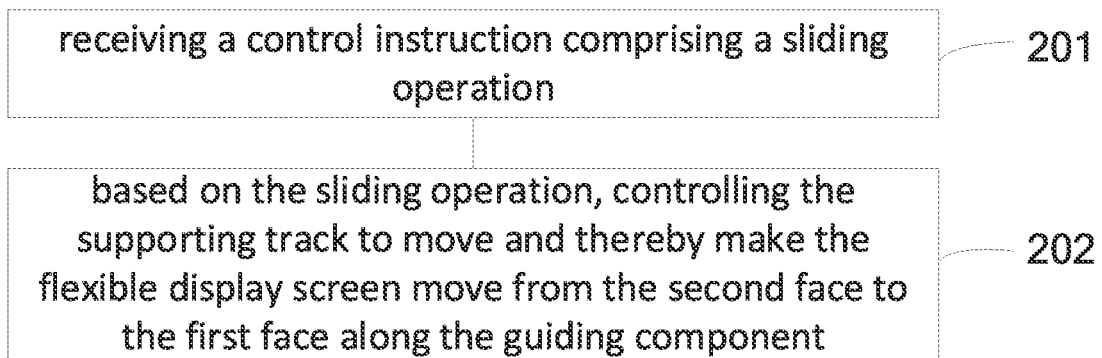 receiving a control instruction comprising a sliding
operation
201
based on the sliding operation, controlling the
supporting track to move and thereby make the
flexible display screen move from the second face to
the first face along the guiding component
202